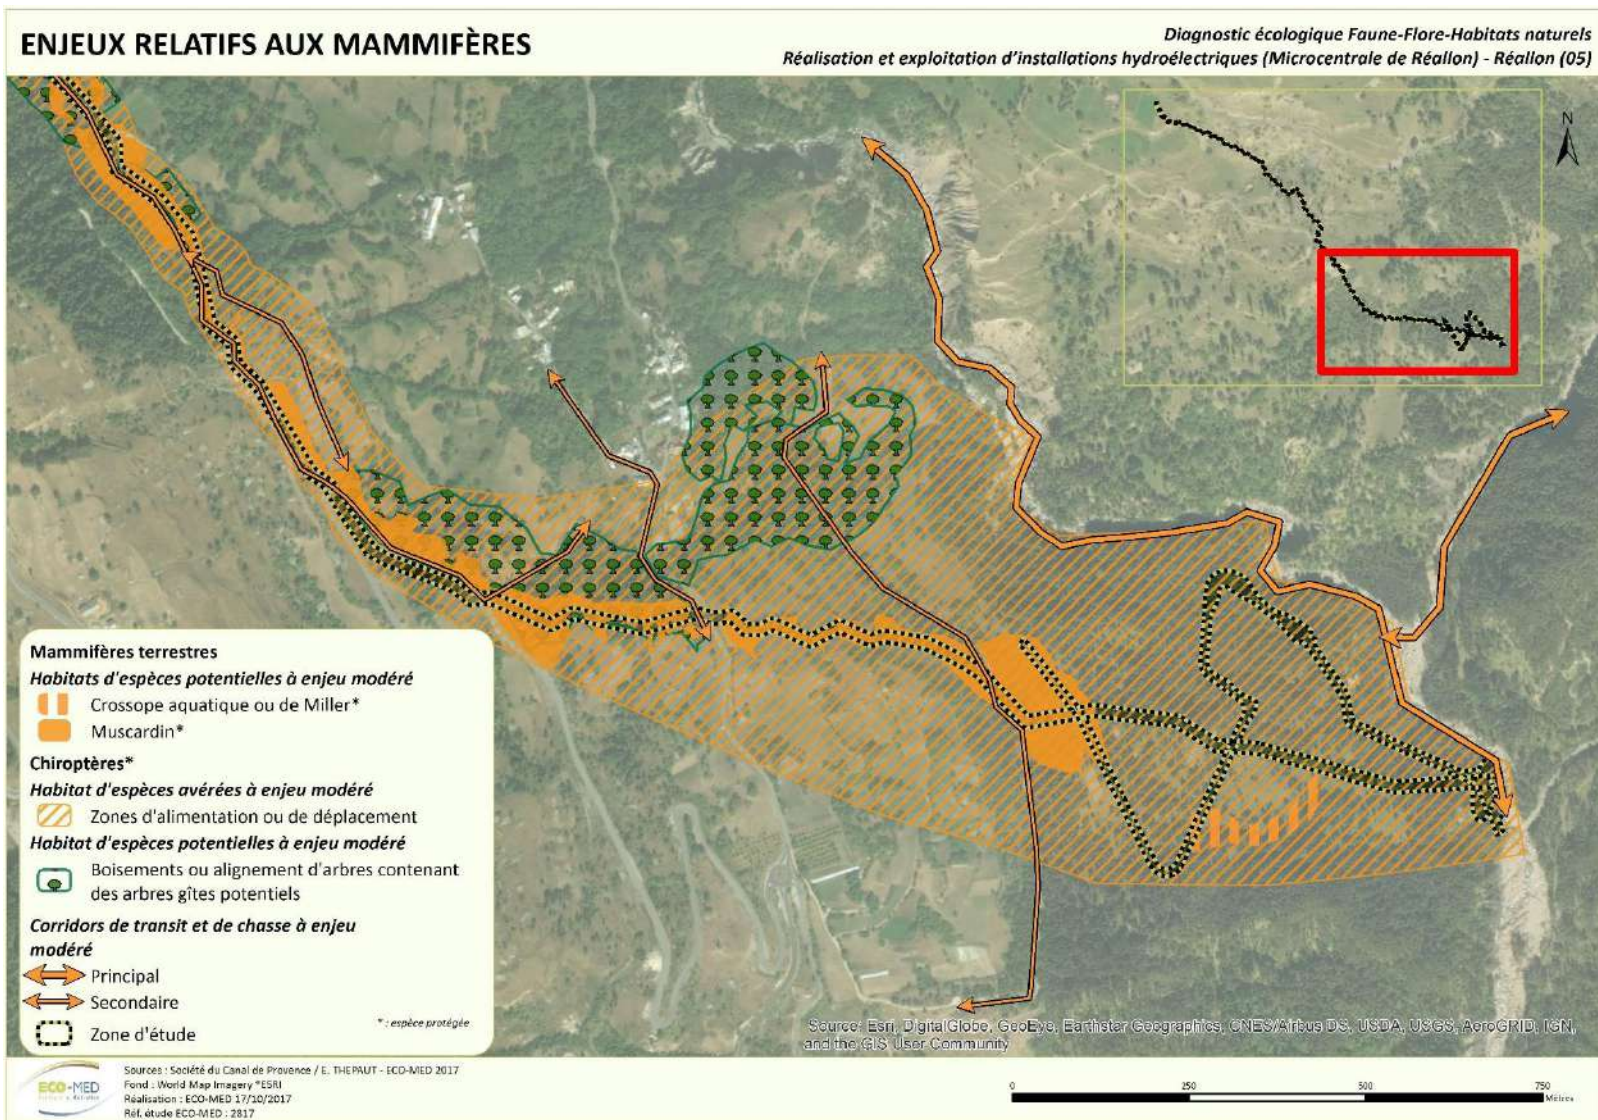 ENJEUX RELATIFS AUX MAMMIFÈRES
Diagnostic écologique Faune-Flore-Habitats naturels
Réalisation et exploitation d'installations hydroélectriques (Microcentrale de Réallon) - Réallon (05)
N
Mammifères terrestres
Habitats d'espèces potentielles à enjeu modéré
Crossope aquatique ou de Miller*
Muscardin*
Chiroptères*
Habitat d'espèces avérées à enjeu modéré
Zones d'alimentation ou de déplacement
Habitat d'espèces potentielles à enjeu modéré
Boisements ou alignement d'arbres contenant
des arbres gîtes potentiels
Corridors de transit et de chasse à enjeu
modéré
Principal
Secondaire
Zone d'étude
* : espèce protégée
Source: Esri, DigitalGlobe, GeoEye, Earthstar Geographics, CNES/Airbus DS, USDA, USGS, AeroGRID, IGN,
and the GIS User Community
ECO-MED
Sources : Société du Canal de Provence / E. THEPAUT - ECO-MED 2017
Fond : World Map Imagery °ESRI
Réalisation : ECO-MED 17/10/2017
Réf. étude ECO-MED : 2817
0 250 500 750
Mètres